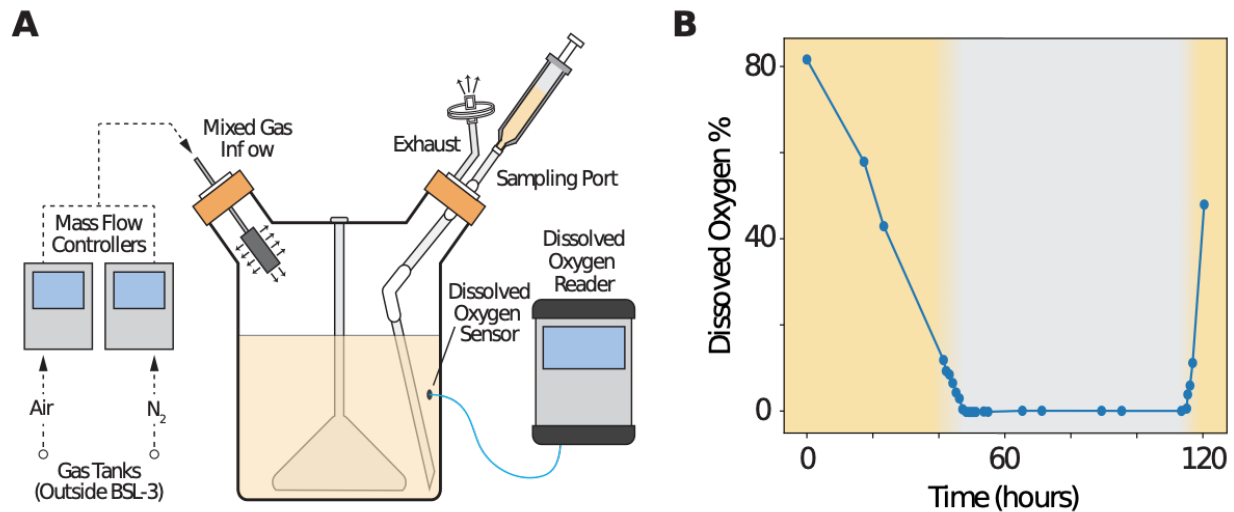 A
Mixed Gas
Inf ow
Exhaust
Sampling Port
Mass Flow
Controllers
Dissolved
Oxygen
Reader
Dissolved
Oxygen
Sensor
Air
N2
Gas Tanks
(Outside BSL-3)
B
Dissoved Oxygen %
80
40
0
0
60
120
Time (hours)